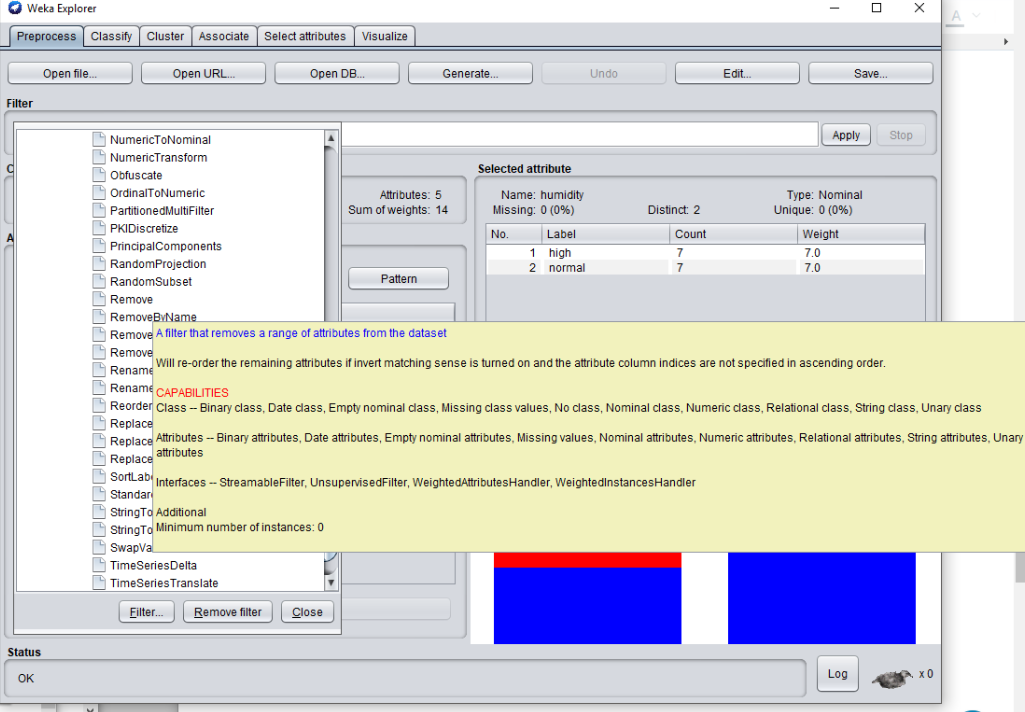 Weka Explorer
Preprocess Classify Cluster Associate Select attributes Visualize
Open file... Open URL... Open DB... Generate... Undo Edit... Save...
Filter
Apply Stop
NumericToNominal
NumericTransform
Obfuscate
OrdinalToNumeric
PartitionedMultiFilter
PKIDiscretize
PrincipalComponents
RandomProjection
RandomSubset
Remove
RemoveByName
Remove
Remove
Rename
Rename
Reorder
Replace
Replace
Replace
SortLab
Standar
StringTo
StringTo
SwapVa
TimeSeriesDelta
TimeSeriesTranslate
Filter... Remove filter Close
C
Attributes: 5
Sum of weights: 14
A
Pattern
Selected attribute
Name: humidity Type: Nominal
Missing: 0 (0%) Distinct: 2 Unique: 0 (0%)
No. Label Count Weight
1 high 7 7.0
2 normal 7 7.0
A filter that removes a range of attributes from the dataset
Will re-order the remaining attributes if invert matching sense is turned on and the attribute column indices are not specified in ascending order.
CAPABILITIES
Class -- Binary class, Date class, Empty nominal class, Missing class values, No class, Nominal class, Numeric class, Relational class, String class, Unary class
Attributes -- Binary attributes, Date attributes, Empty nominal attributes, Missing values, Nominal attributes, Numeric attributes, Relational attributes, String attributes, Unary
attributes
Interfaces -- StreamableFilter, UnsupervisedFilter, WeightedAttributesHandler, WeightedInstancesHandler
Additional
Minimum number of instances: 0
Status
OK
Log x 0
A